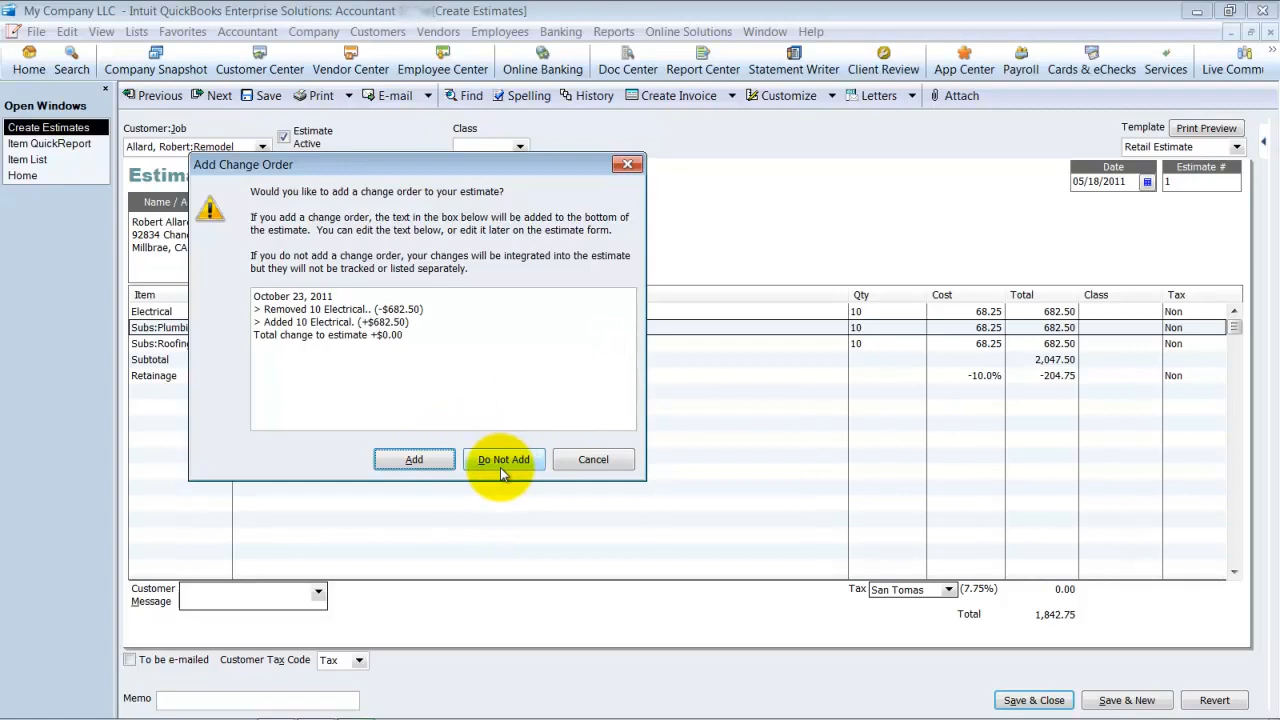 My Company LLC - Intuit QuickBooks Enterprise Solutions: Accountant [Create Estimates]
File Edit View Lists Favorites Accountant Company Customers Vendors Employees Banking Reports Online Solutions Window Help
Home Search Company Snapshot Customer Center Vendor Center Employee Center Online Banking Doc Center Report Center Statement Writer Client Review App Center Payroll Cards & eChecks Services Live Commu
Open Windows
Create Estimates
Item QuickReport
Item List
Home
Previous Next Save Print E-mail Find Spelling History Create Invoice Customize Letters Attach
Customer:Job
Allard, Robert:Remodel
Estimate
Active
Class
Template Print Preview
Retail Estimate
Date Estimate #
05/18/2011 1
Estima
Name / A
Robert Allar
92834 Chan
Millbrae, CA
Add Change Order
Would you like to add a change order to your estimate?
If you add a change order, the text in the box below will be added to the bottom of
the estimate. You can edit the text below, or edit it later on the estimate form.
If you do not add a change order, your changes will be integrated into the estimate
but they will not be tracked or listed separately.
October 23, 2011
> Removed 10 Electrical.. (-$682.50)
> Added 10 Electrical. (+$682.50)
Total change to estimate +$0.00
Add Do Not Add Cancel
Item Qty Cost Total Class Tax
Electrical 10 68.25 682.50 Non
Subs:Plumbi 10 68.25 682.50 Non
Subs:Roofin 10 68.25 682.50 Non
Subtotal 2,047.50
Retainage -10.0% -204.75 Non
Customer
Message
Tax San Tomas (7.75%) 0.00
Total 1,842.75
To be e-mailed Customer Tax Code Tax
Memo
Save & Close Save & New Revert